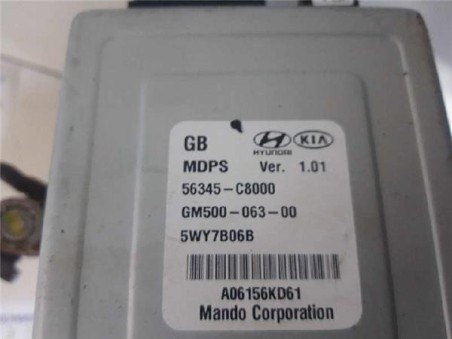 GB HYUNDAI KIA
MDPS Ver. 1.01
56345-C8000
GM500-063-00
5WY7B06B
A06156KD61
Mando Corporation